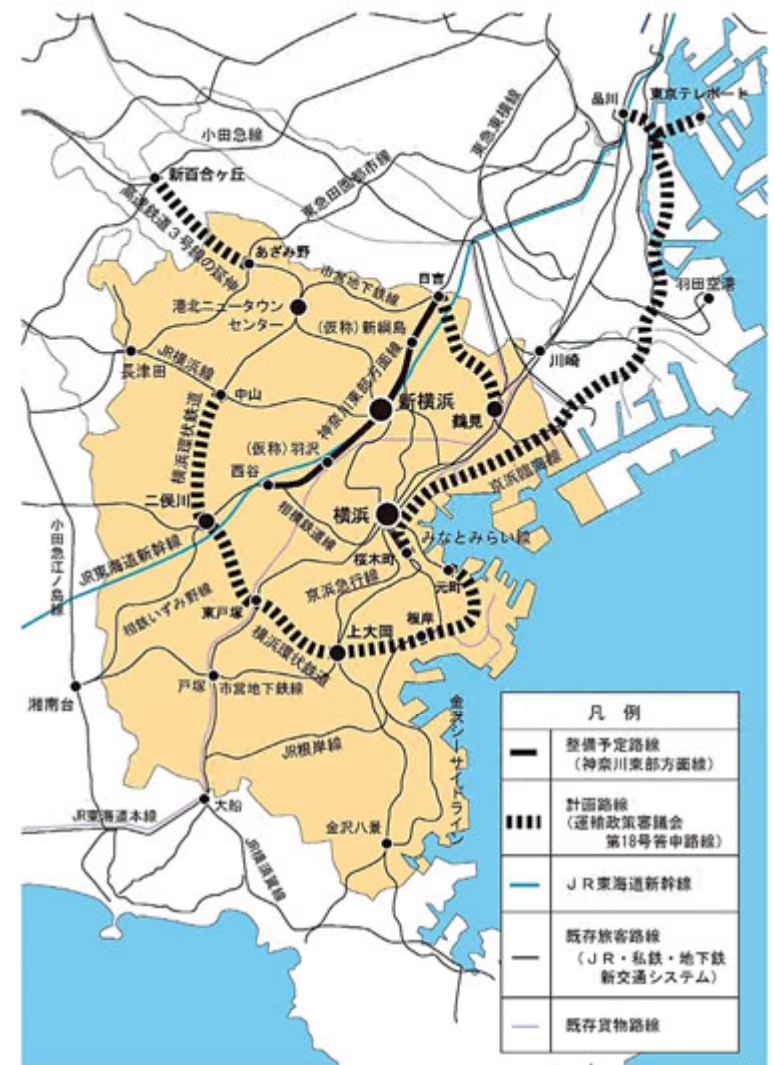 品川
東京テレポート
東急東横線
小田急線
新百合ヶ丘
東急田園都市線
高速鉄道３号線の延伸
あざみ野
市営地下鉄線
日吉
羽田空港
港北ニュータウン
センター
(仮称)新綱島
神奈川東部方面線
川崎
長津田
JR横浜線
中山
新横浜
鶴見
横浜環状鉄道
(仮称)羽沢
西谷
京浜臨海線
二俣川
相模鉄道線
横浜
みなとみらい線
小田急江ノ島線
JR東海道新幹線
桜木町
元町
京浜急行線
相鉄いずみ野線
東戸塚
根岸
横浜環状鉄道
上大岡
戸塚
市営地下鉄線
湘南台
金沢シーサイドライン
JR根岸線
大船
JR東海道本線
金沢八景
JR横須賀線
凡 例
整備予定路線
（神奈川東部方面線）
計画路線
（運輸政策審議会
第18号答申路線）
ＪＲ東海道新幹線
既存旅客路線
（ＪＲ・私鉄・地下鉄
新交通システム）
既存貨物路線